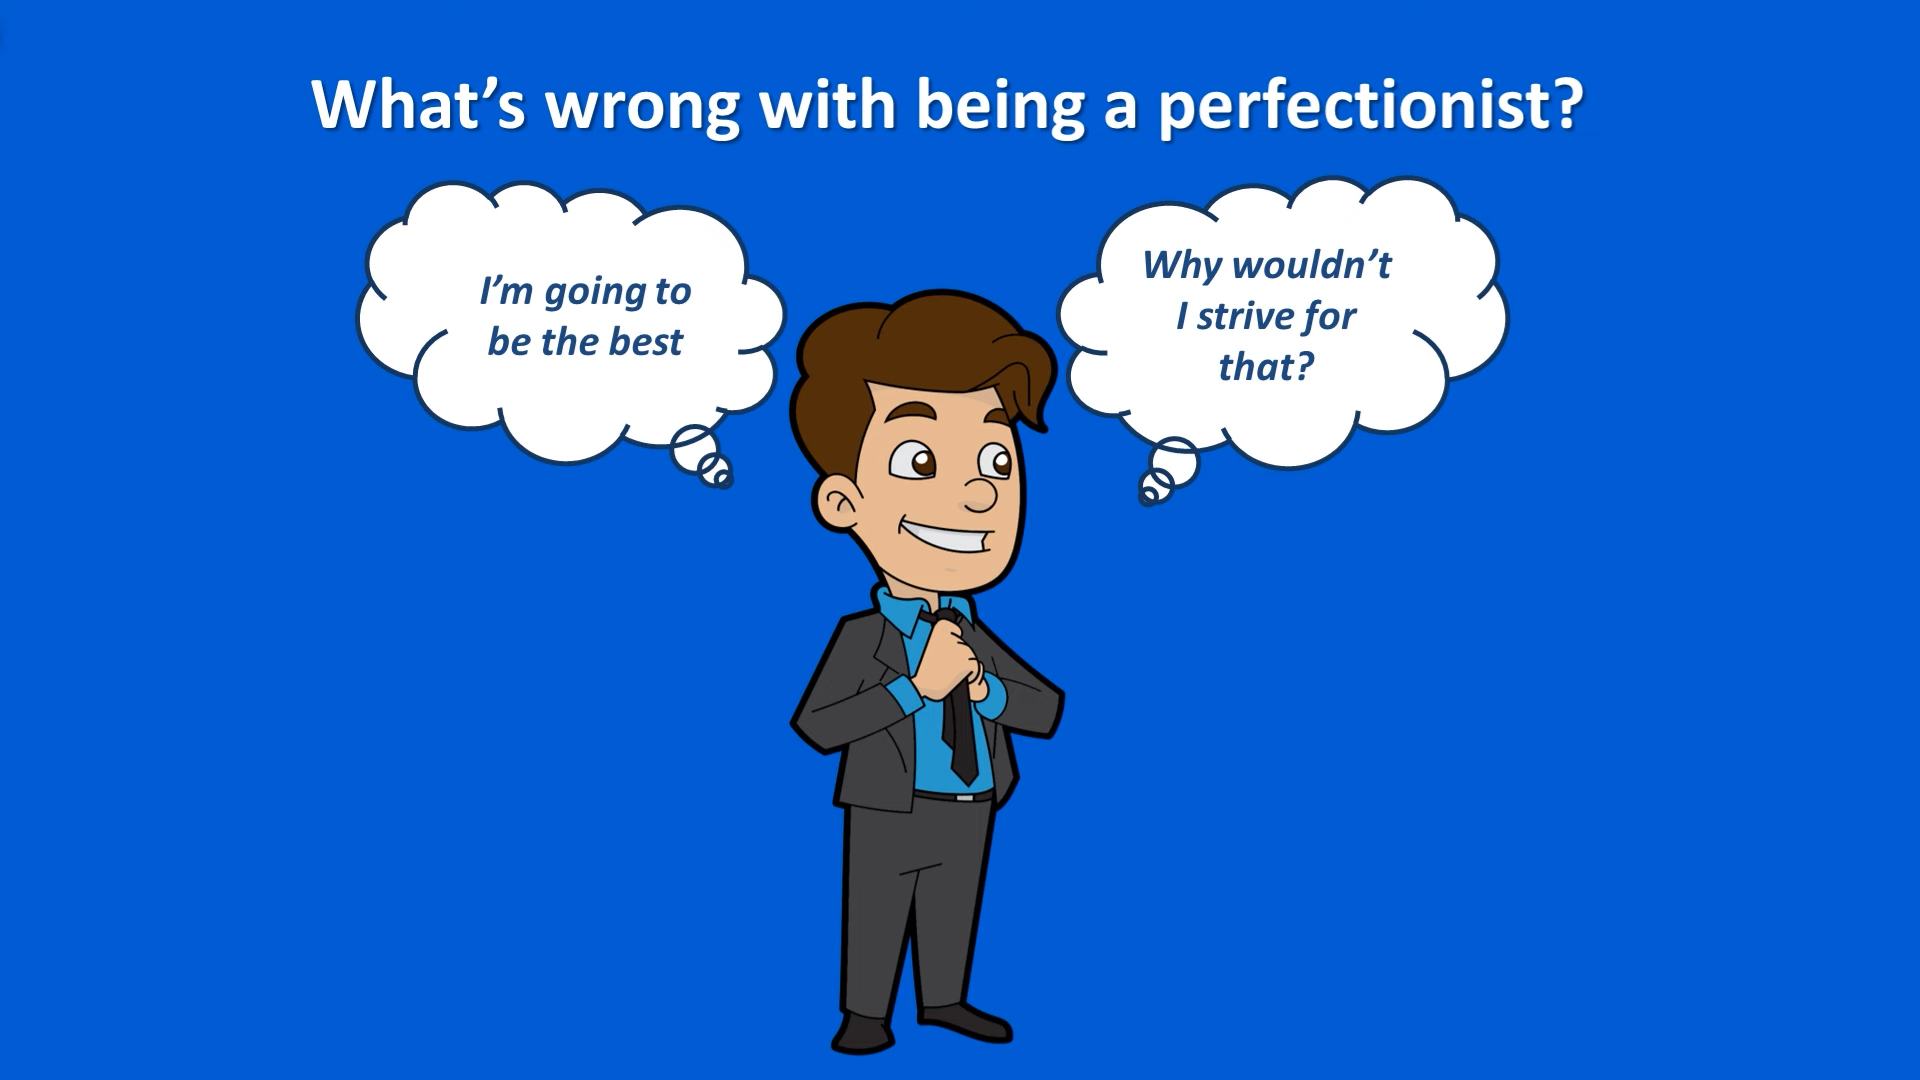 What’s wrong with being a perfectionist?
I’m going to
be the best
Why wouldn’t
I strive for
that?